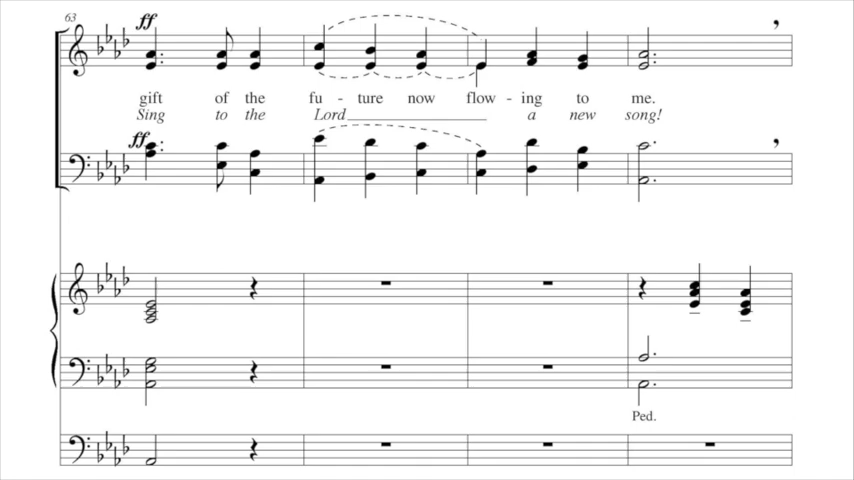 63
ff
gift of the fu - ture now flow - ing to me.
Sing to the Lord a new song!
ff
Ped.